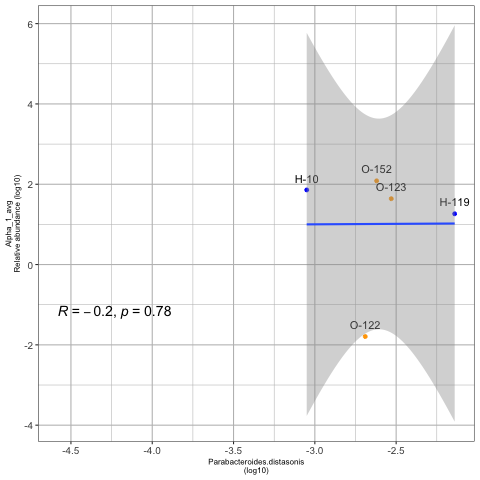 6
4
2
0
-2
-4
Alpha_1_avg
Relative abundance (log10)
H-10
O-152
O-123
H-119
R = −0.2, p = 0.78
O-122
-4.5
-4.0
-3.5
-3.0
-2.5
Parabacteroides.distasonis
(log10)